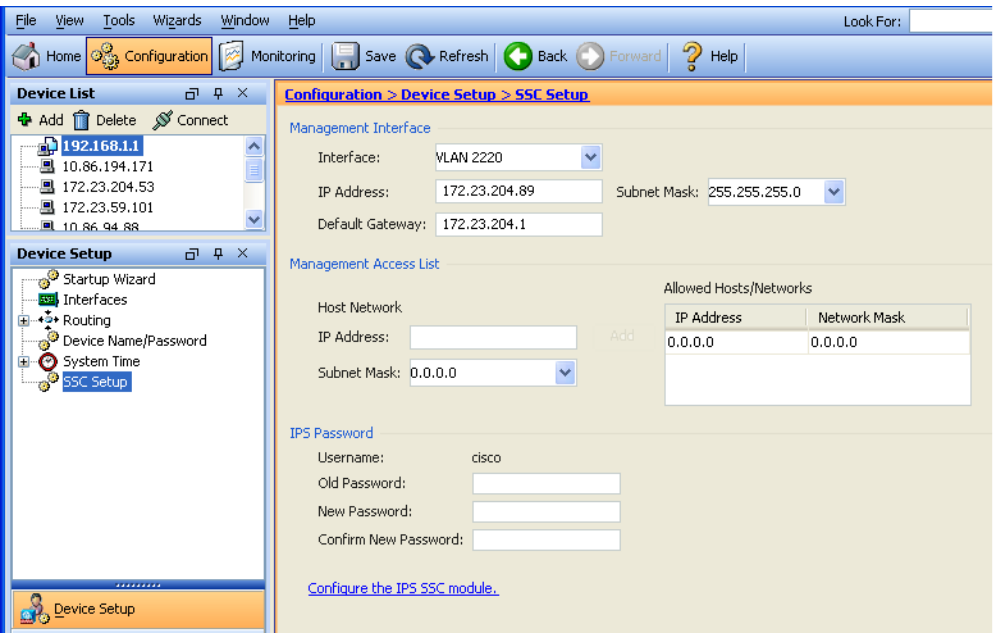 File View Tools Wizards Window Help Look For:
Home Configuration Monitoring Save Refresh Back Forward Help
Device List
Add Delete Connect
192.168.1.1
10.86.194.171
172.23.204.53
172.23.59.101
10.86.94.88
Device Setup
Startup Wizard
Interfaces
Routing
Device Name/Password
System Time
SSC Setup
Device Setup
Configuration > Device Setup > SSC Setup
Management Interface
Interface: VLAN 2220
IP Address: 172.23.204.89 Subnet Mask: 255.255.255.0
Default Gateway: 172.23.204.1
Management Access List
Host Network
IP Address: Add
Subnet Mask: 0.0.0.0
Allowed Hosts/Networks
IP Address Network Mask
0.0.0.0 0.0.0.0
IPS Password
Username: cisco
Old Password:
New Password:
Confirm New Password:
Configure the IPS SSC module.